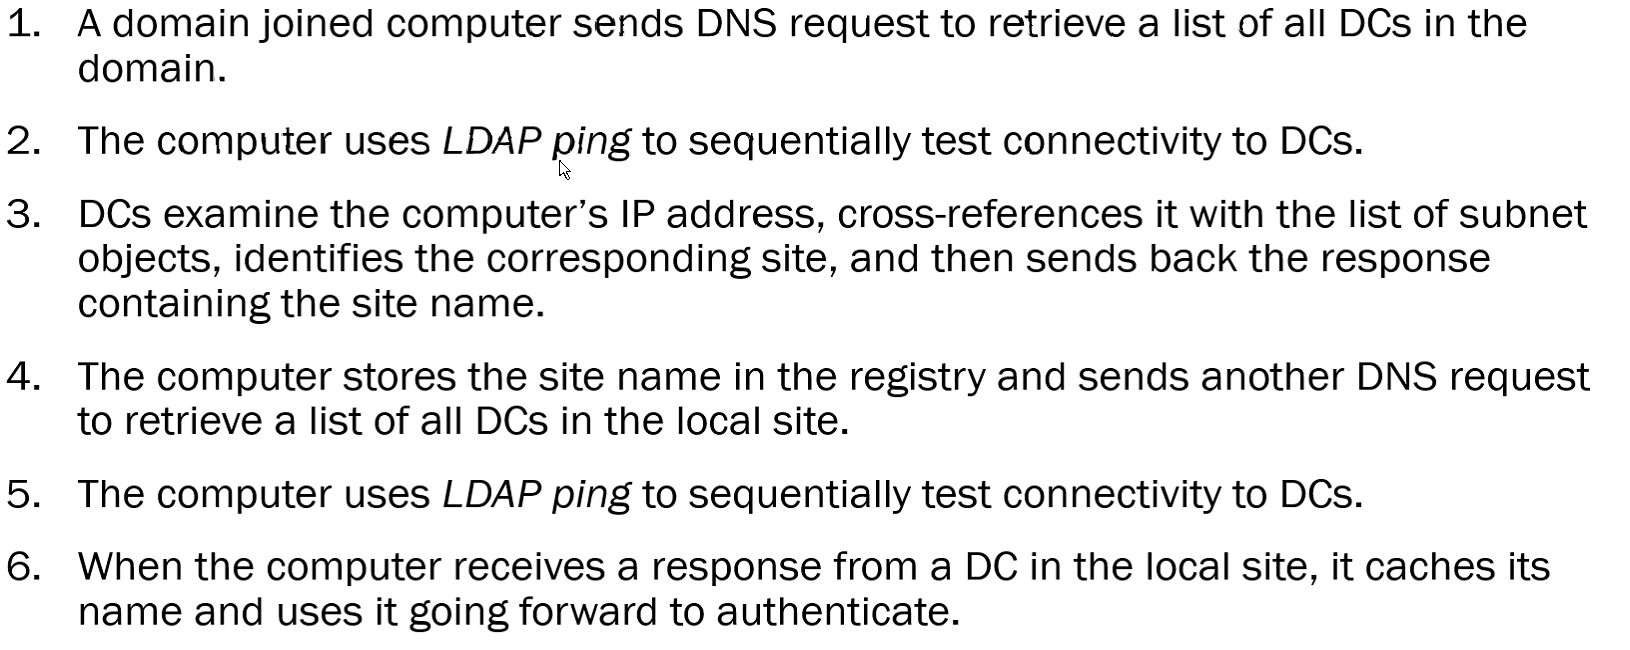 1. A domain joined computer sends DNS request to retrieve a list of all DCs in the
domain.
2. The computer uses LDAP ping to sequentially test connectivity to DCs.
3. DCs examine the computer’s IP address, cross-references it with the list of subnet
objects, identifies the corresponding site, and then sends back the response
containing the site name.
4. The computer stores the site name in the registry and sends another DNS request
to retrieve a list of all DCs in the local site.
5. The computer uses LDAP ping to sequentially test connectivity to DCs.
6. When the computer receives a response from a DC in the local site, it caches its
name and uses it going forward to authenticate.